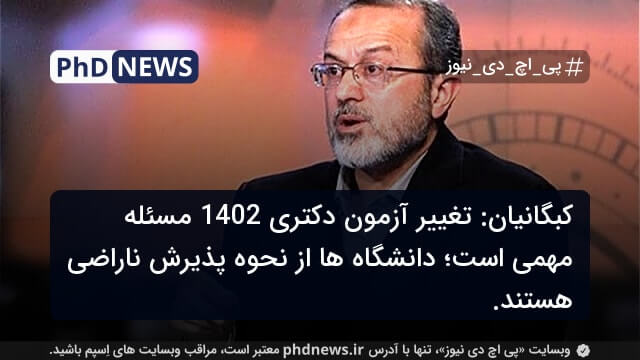 PhD NEWS
#پی_اچ_دی_نیوز
کبگانیان: تغییر آزمون دکتری 1402 مسئله
مهمی است؛ دانشگاه ها از نحوه پذیرش ناراضی
هستند.
وبسایت «پی اچ دی نیوز»، تنها با آدرس phdnews.ir معتبر است، مراقب وبسایت های اِسپم باشید.